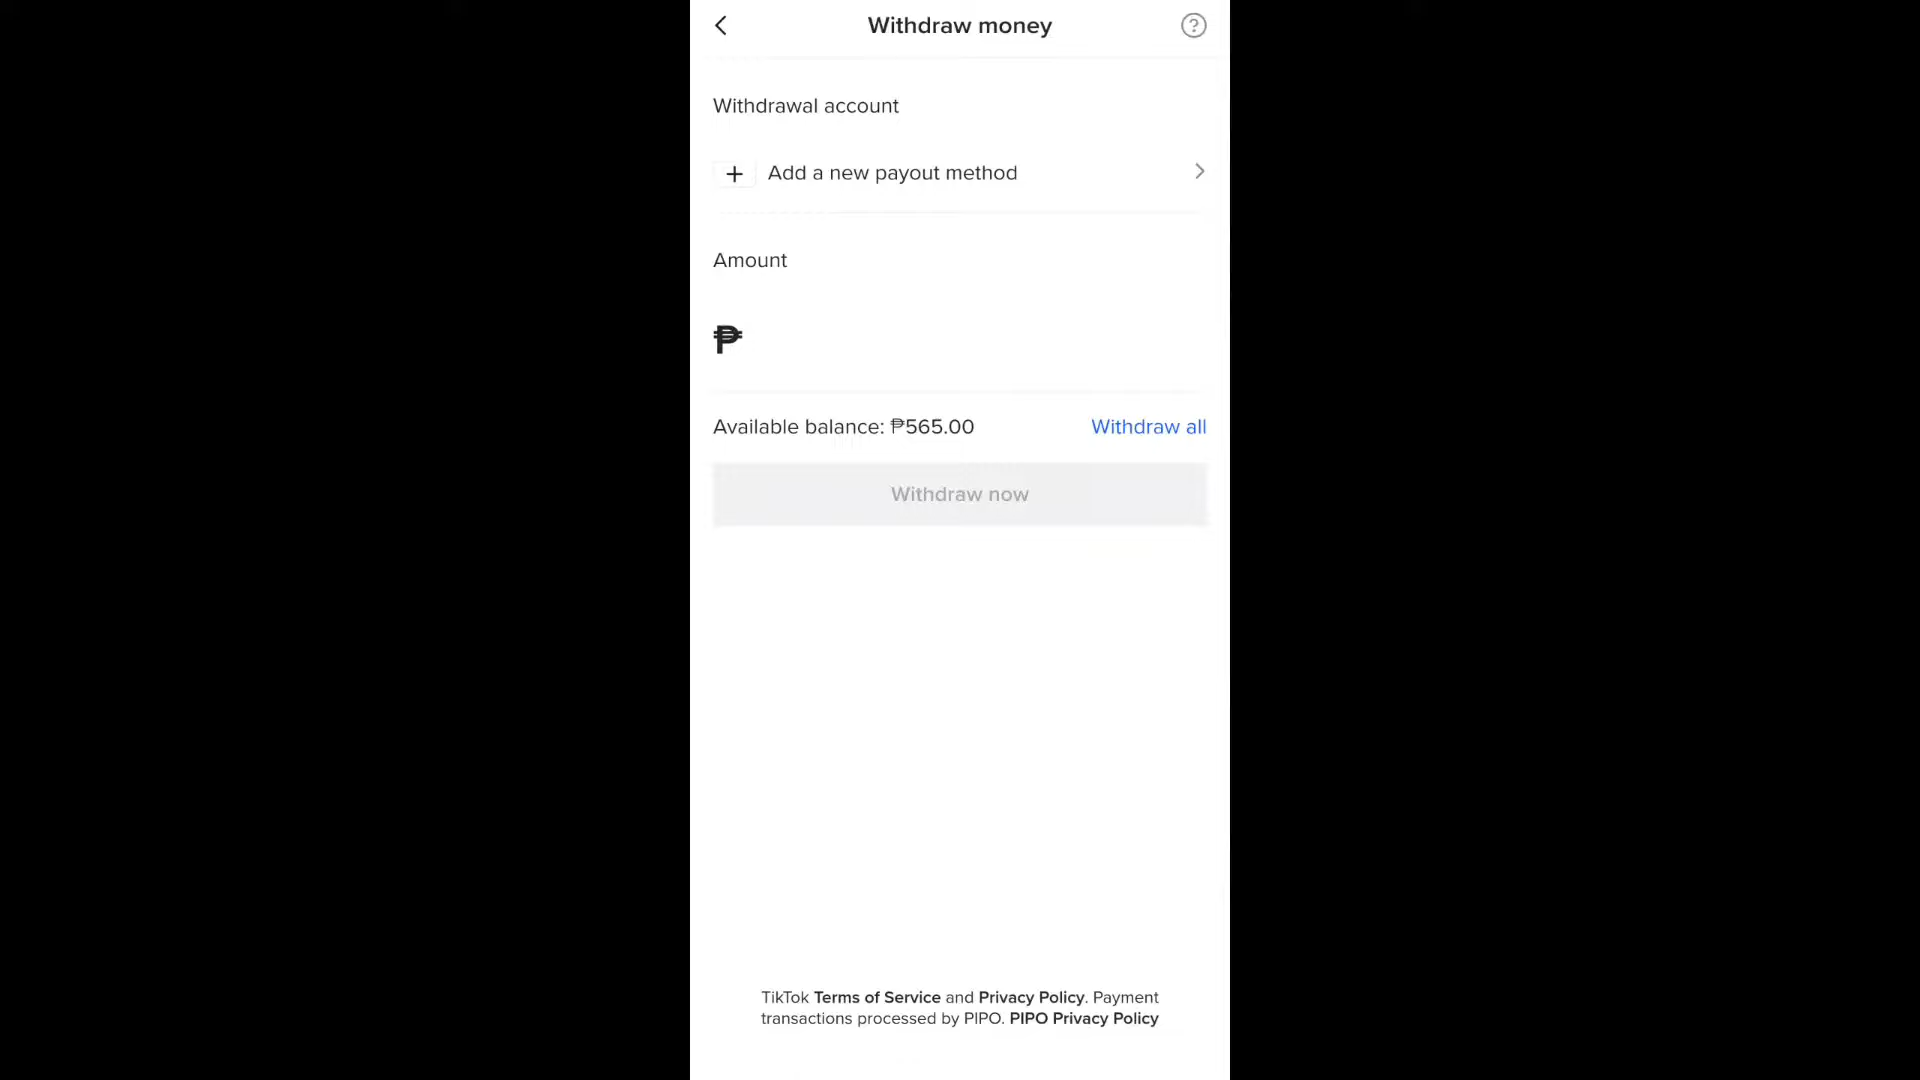 Withdraw money
Withdrawal account
Add a new payout method
Amount
₱
Available balance: ₱565.00
Withdraw all
Withdraw now
TikTok Terms of Service and Privacy Policy. Payment
transactions processed by PIPO. PIPO Privacy Policy